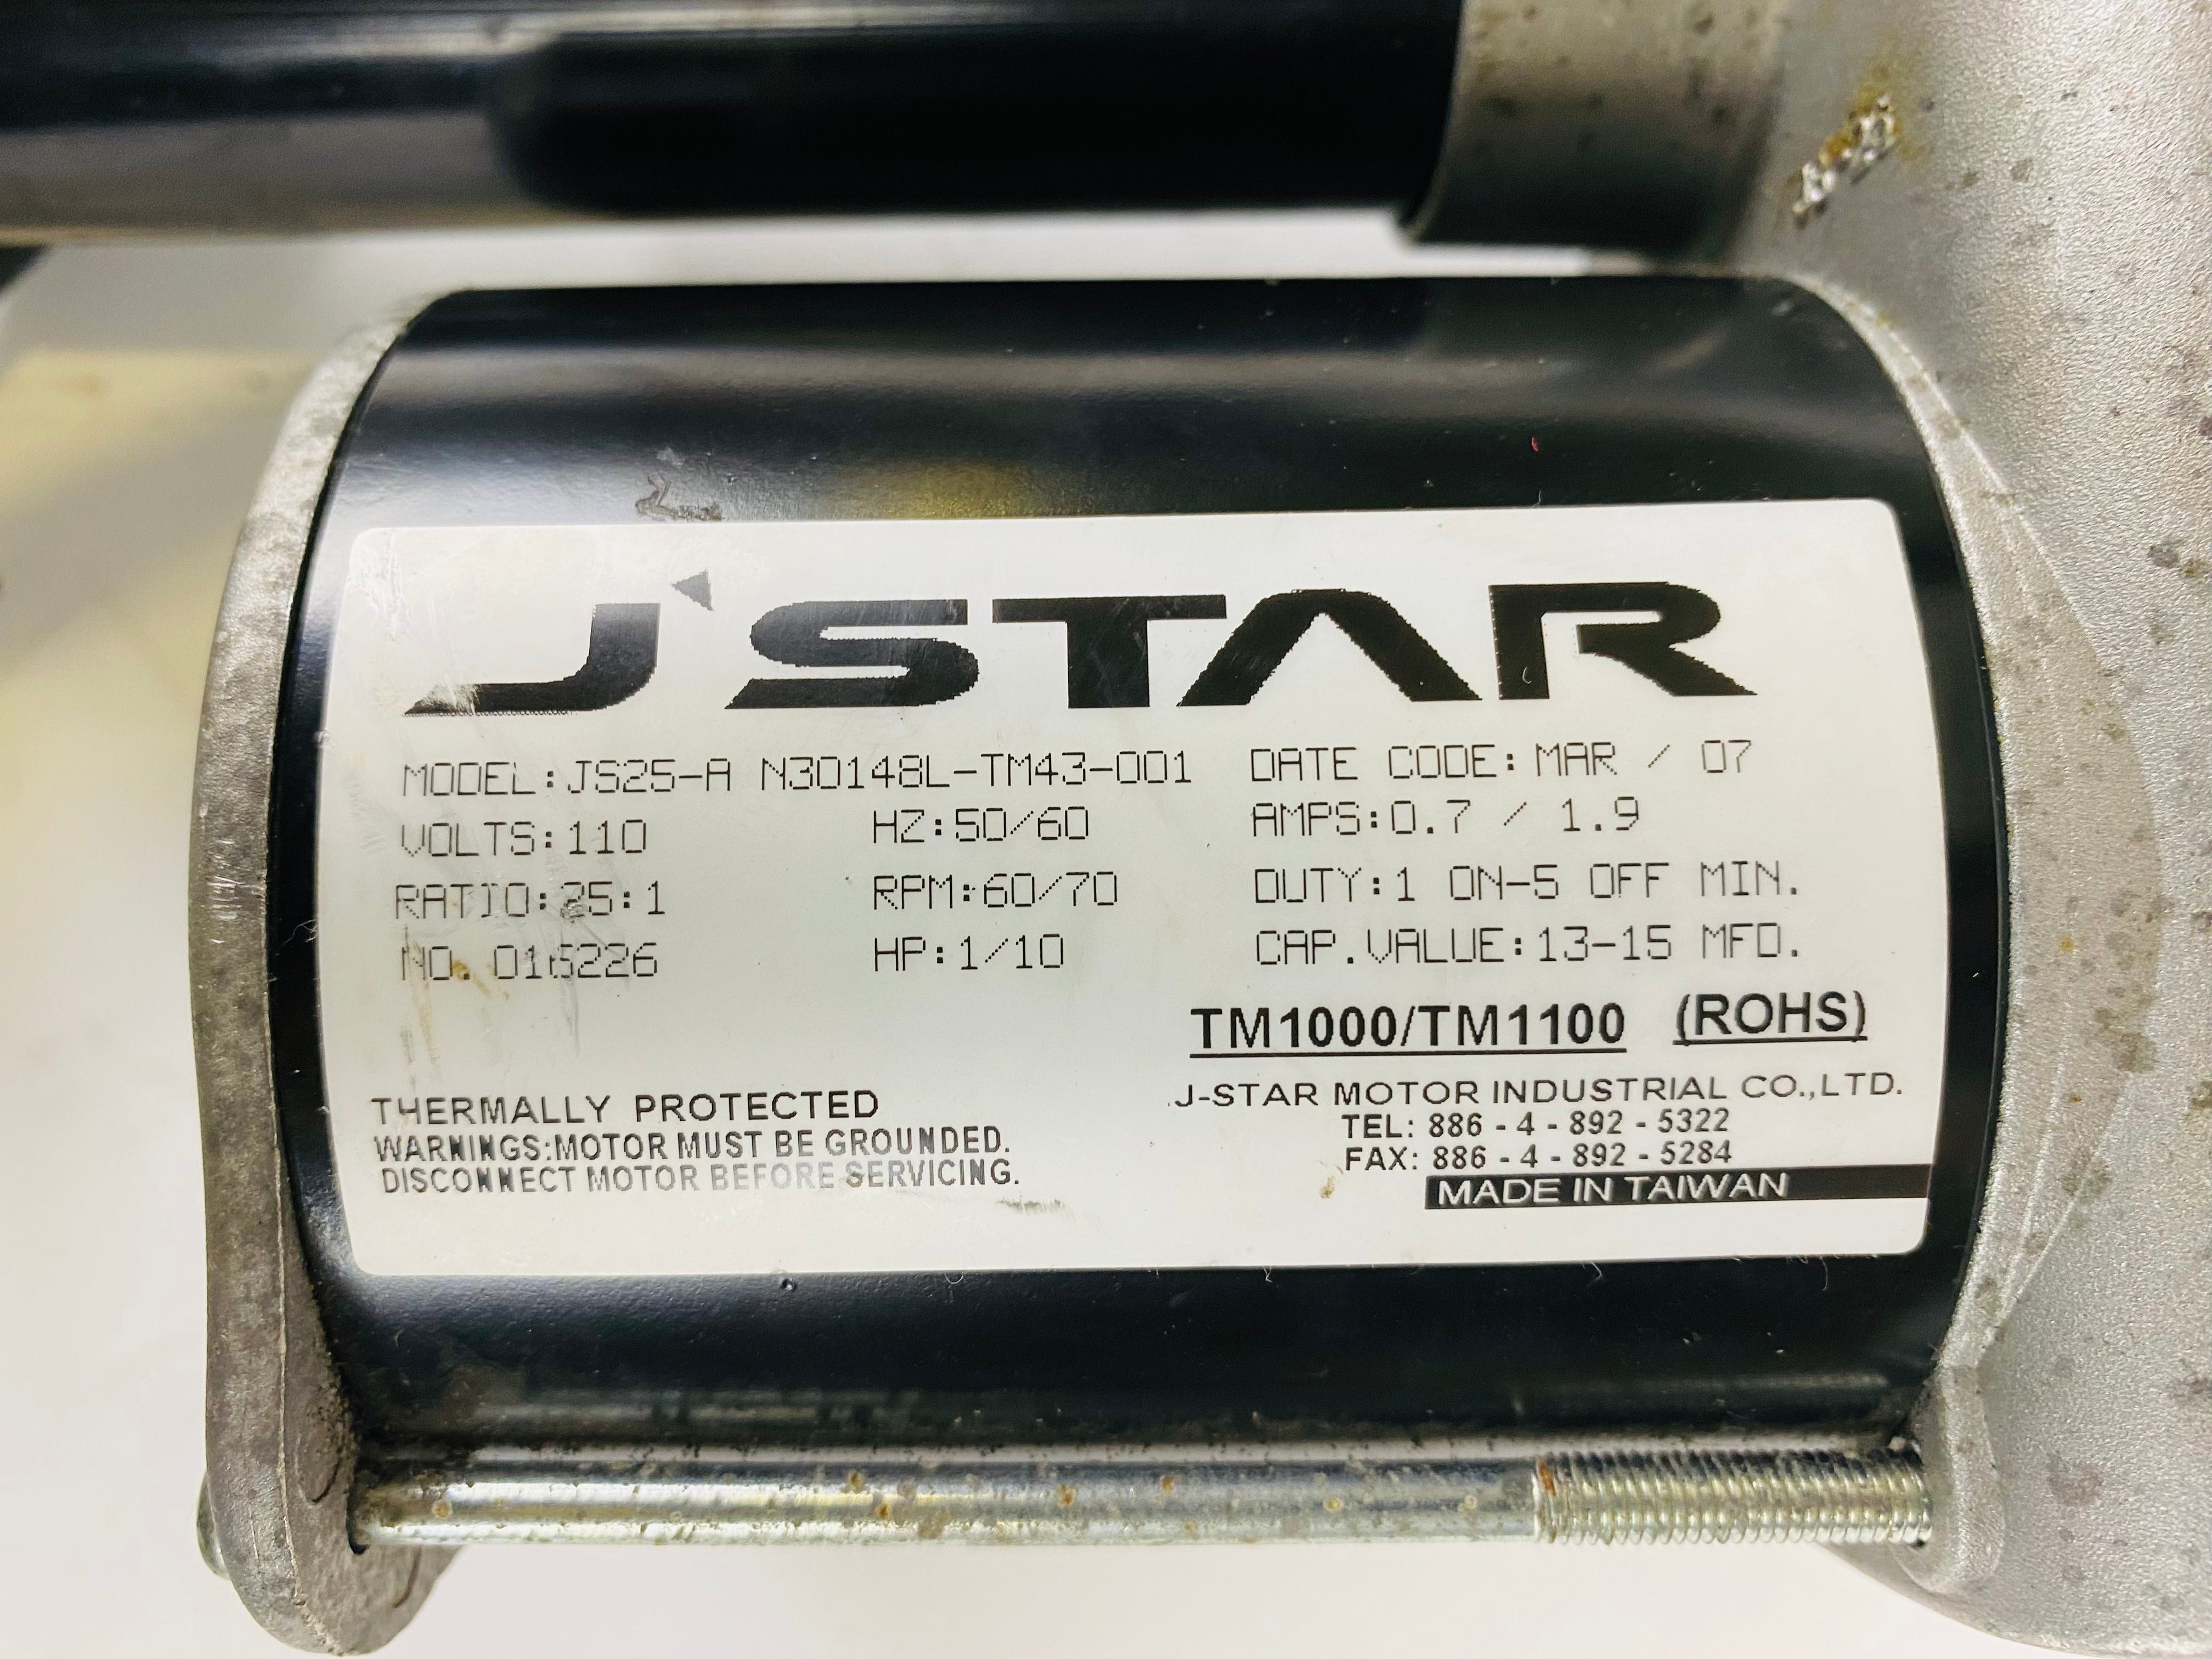 J'STAR
MODEL:JS25-A N30148L-TM43-001 DATE CODE: MAR / 07
VOLTS:110 HZ:50/60 AMPS:0.7 / 1.9
RATIO:25:1 RPM:60/70 DUTY:1 ON-5 OFF MIN.
NO. 016226 HP:1/10 CAP.VALUE:13-15 MFD.
TM1000/TM1100 (ROHS)
THERMALLY PROTECTED
WARNINGS:MOTOR MUST BE GROUNDED.
DISCONNECT MOTOR BEFORE SERVICING.
J-STAR MOTOR INDUSTRIAL CO.,LTD.
TEL: 886 - 4 - 892 - 5322
FAX: 886 - 4 - 892 - 5284
MADE IN TAIWAN